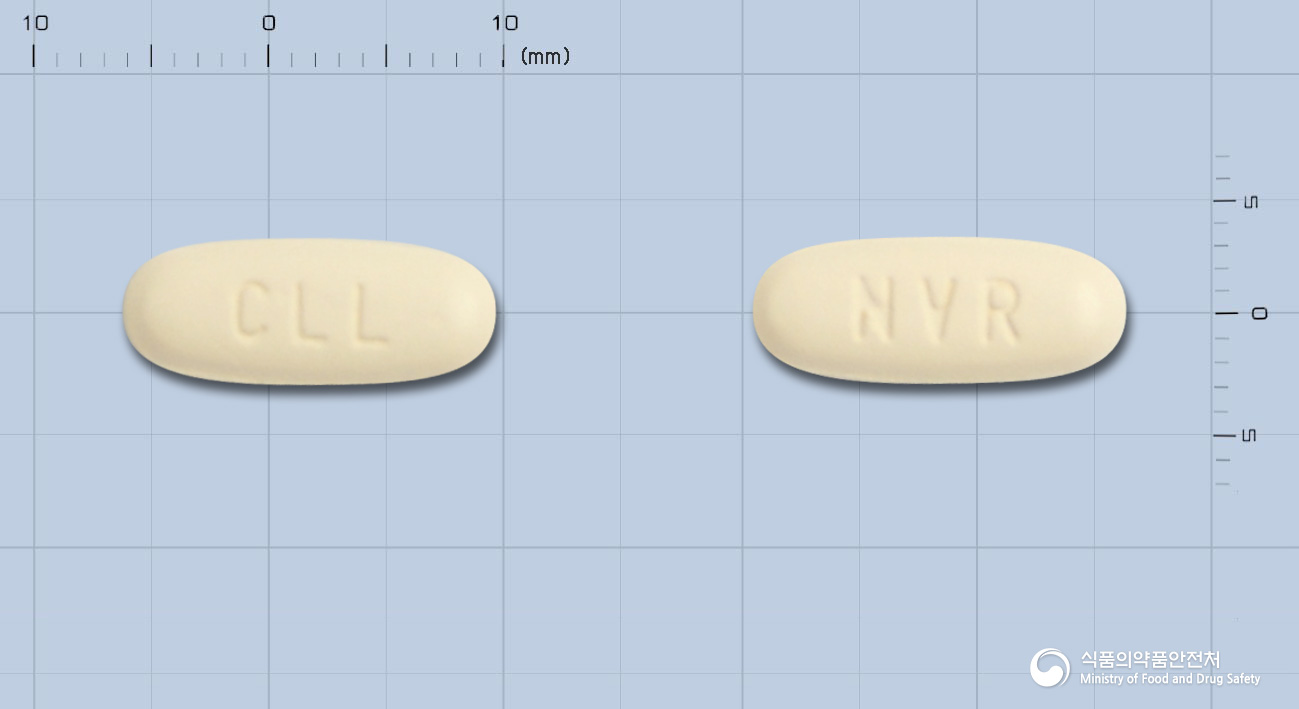 10 0 10
(mm)
5
0
5
CLL
NVR
식품의약품안전처
Ministry of Food and Drug Safety